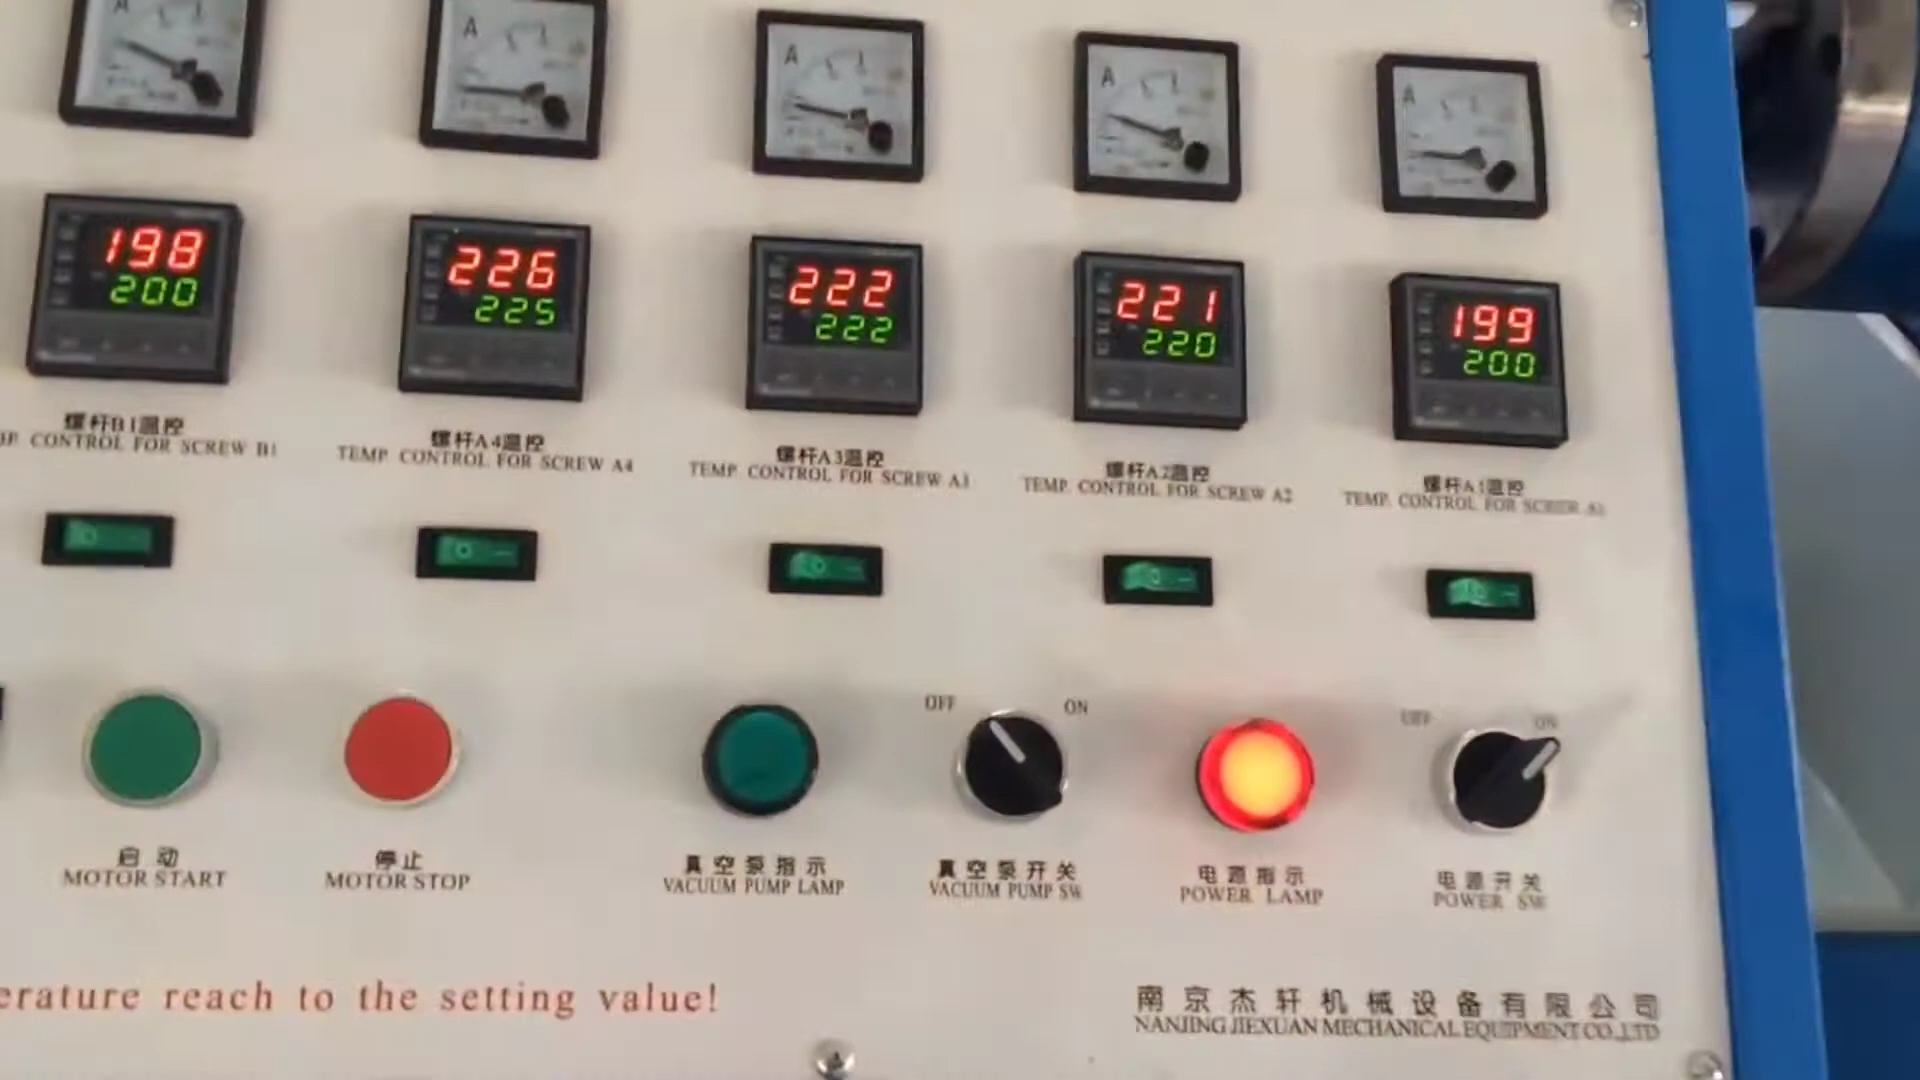 A
A
A
A
A
198
200
226
225
222
222
221
220
199
200
螺杆B1温控
CONTROL FOR SCREW B1
螺杆A4温控
TEMP. CONTROL FOR SCREW A4
螺杆A3温控
TEMP. CONTROL FOR SCREW A3
螺杆A2温控
TEMP. CONTROL FOR SCREW A2
螺杆A1温控
TEMP. CONTROL FOR SCREW A1
OFF
ON
OFF
ON
启动
MOTOR START
停止
MOTOR STOP
真空泵指示
VACUUM PUMP LAMP
真空泵开关
VACUUM PUMP SW
电源指示
POWER LAMP
电源开关
POWER SW
erature reach to the setting value!
南京杰轩机械设备有限公司
NANJING JIEXUAN MECHANICAL EQUIPMENT CO.,LTD